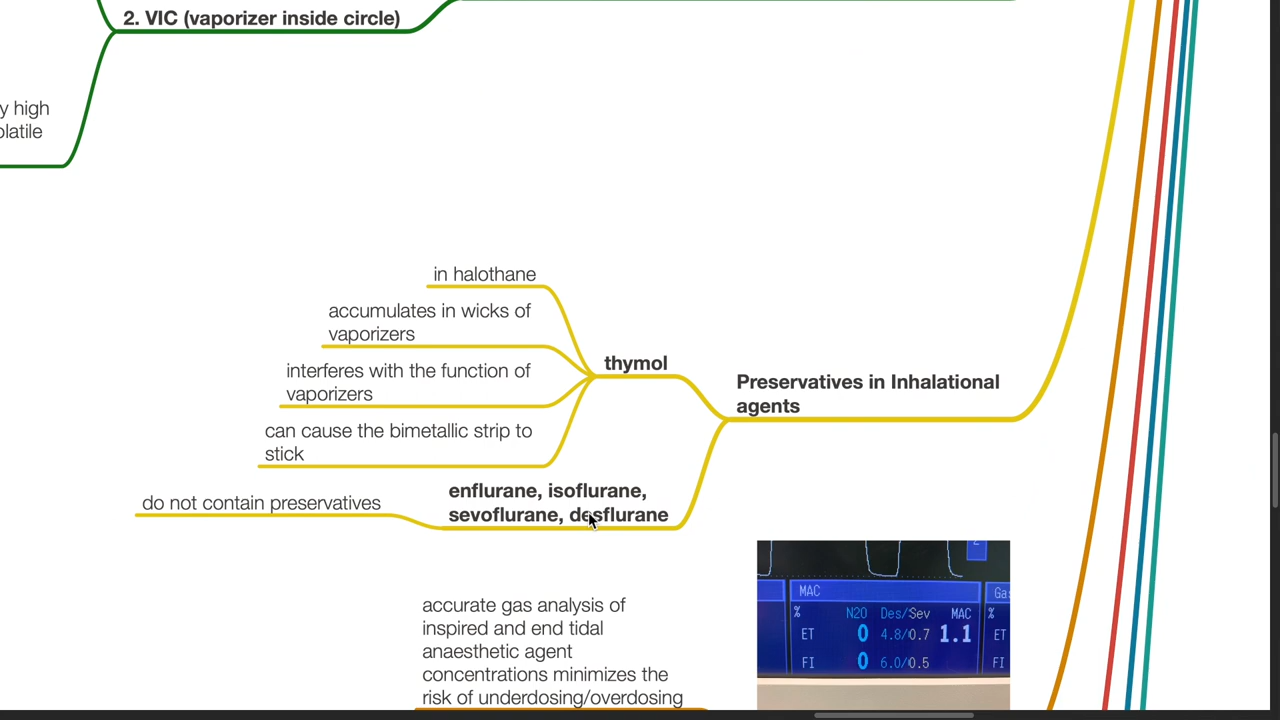 2. VIC (vaporizer inside circle)
y high
olatile
in halothane
accumulates in wicks of
vaporizers
interferes with the function of
vaporizers
can cause the bimetallic strip to
stick
thymol
Preservatives in Inhalational
agents
do not contain preservatives
enflurane, isoflurane,
sevoflurane, desflurane
accurate gas analysis of
inspired and end tidal
anaesthetic agent
concentrations minimizes the
risk of underdosing/overdosing
MAC
% N2O Des/Sev MAC
ET 0 4.8/0.7 1.1
FI 0 6.0/0.5
Ga
%
ET
FI